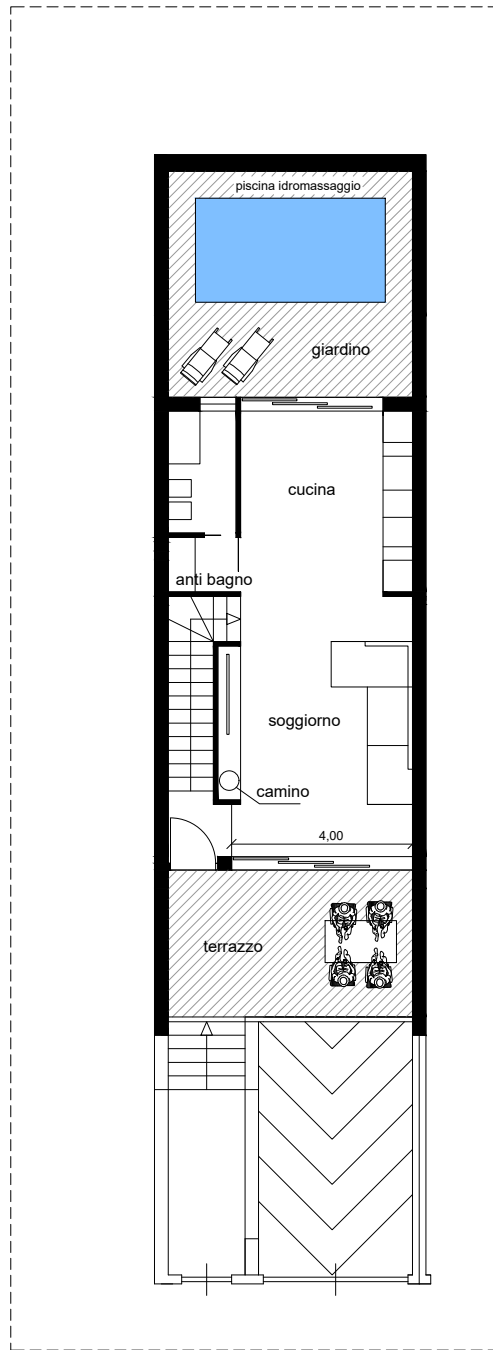 piscina idromassaggio
giardino
cucina
anti bagno
soggiorno
camino
4,00
terrazzo